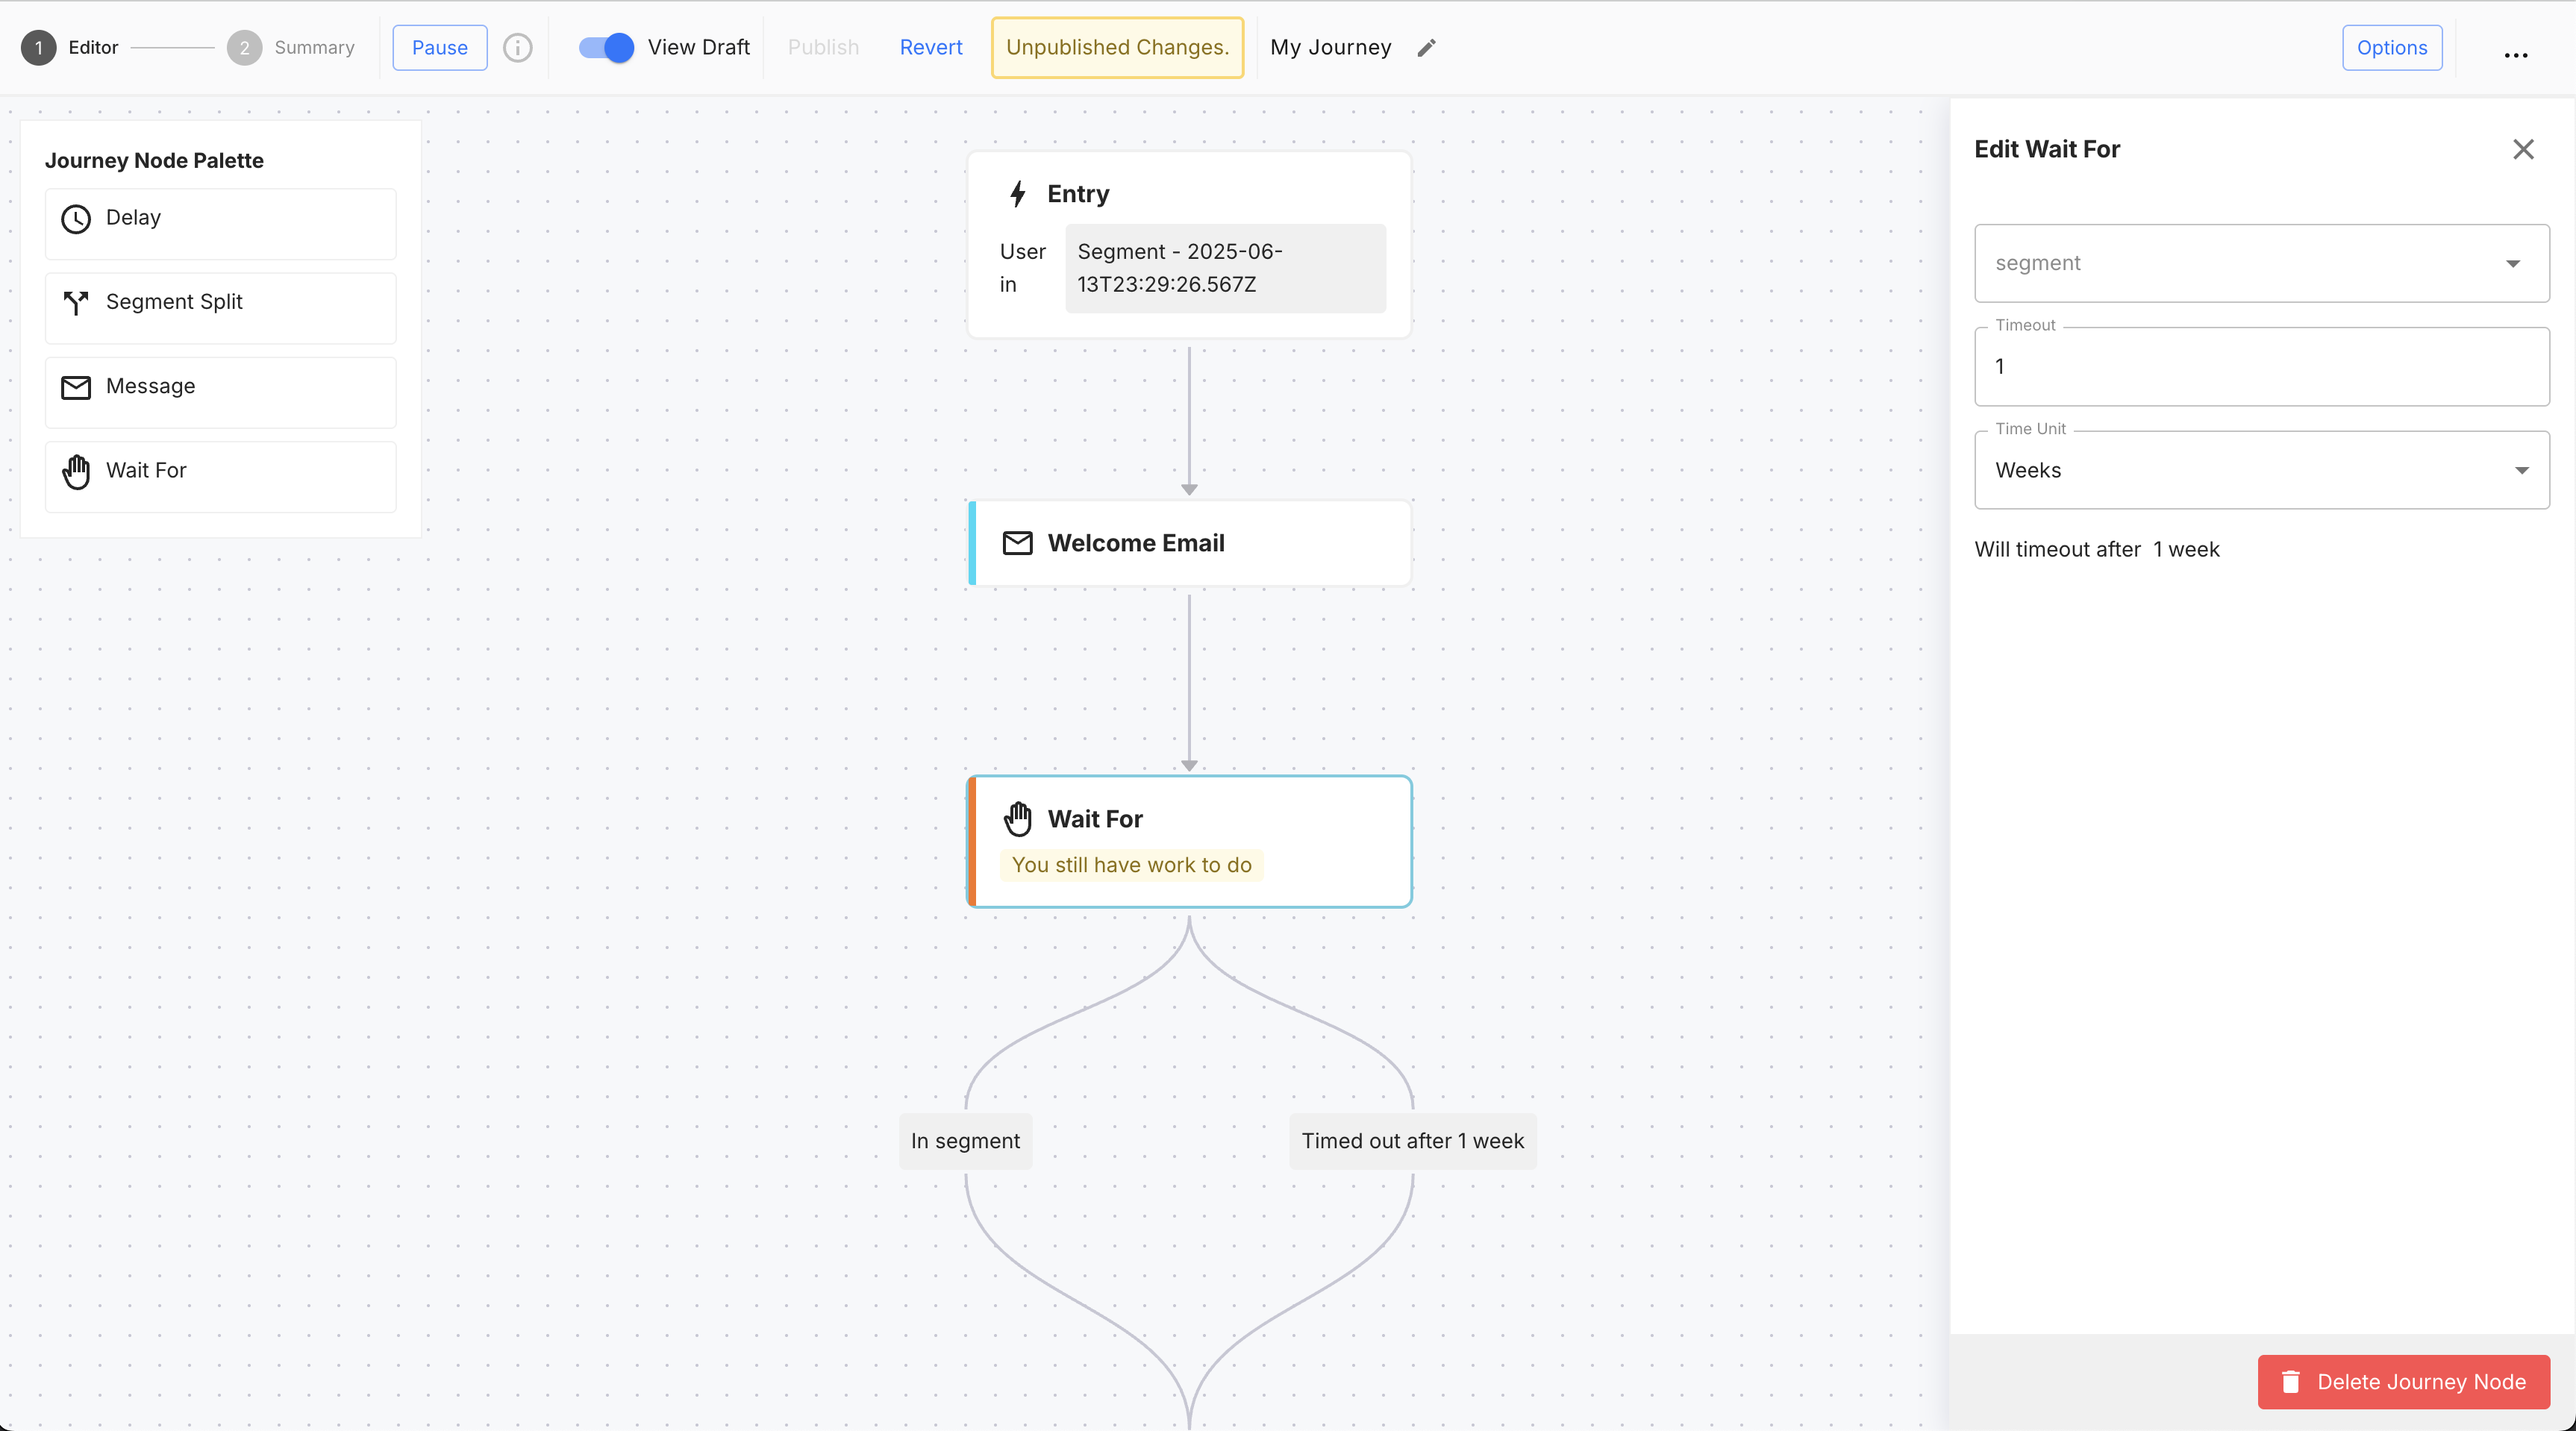 1 Editor
2 Summary
Pause
View Draft
Publish
Revert
Unpublished Changes.
My Journey
Options
Journey Node Palette
Delay
Segment Split
Message
Wait For
Entry
User in
Segment - 2025-06-
13T23:29:26.567Z
Welcome Email
Wait For
You still have work to do
In segment
Timed out after 1 week
Edit Wait For
segment
Timeout
1
Time Unit
Weeks
Will timeout after 1 week
Delete Journey Node